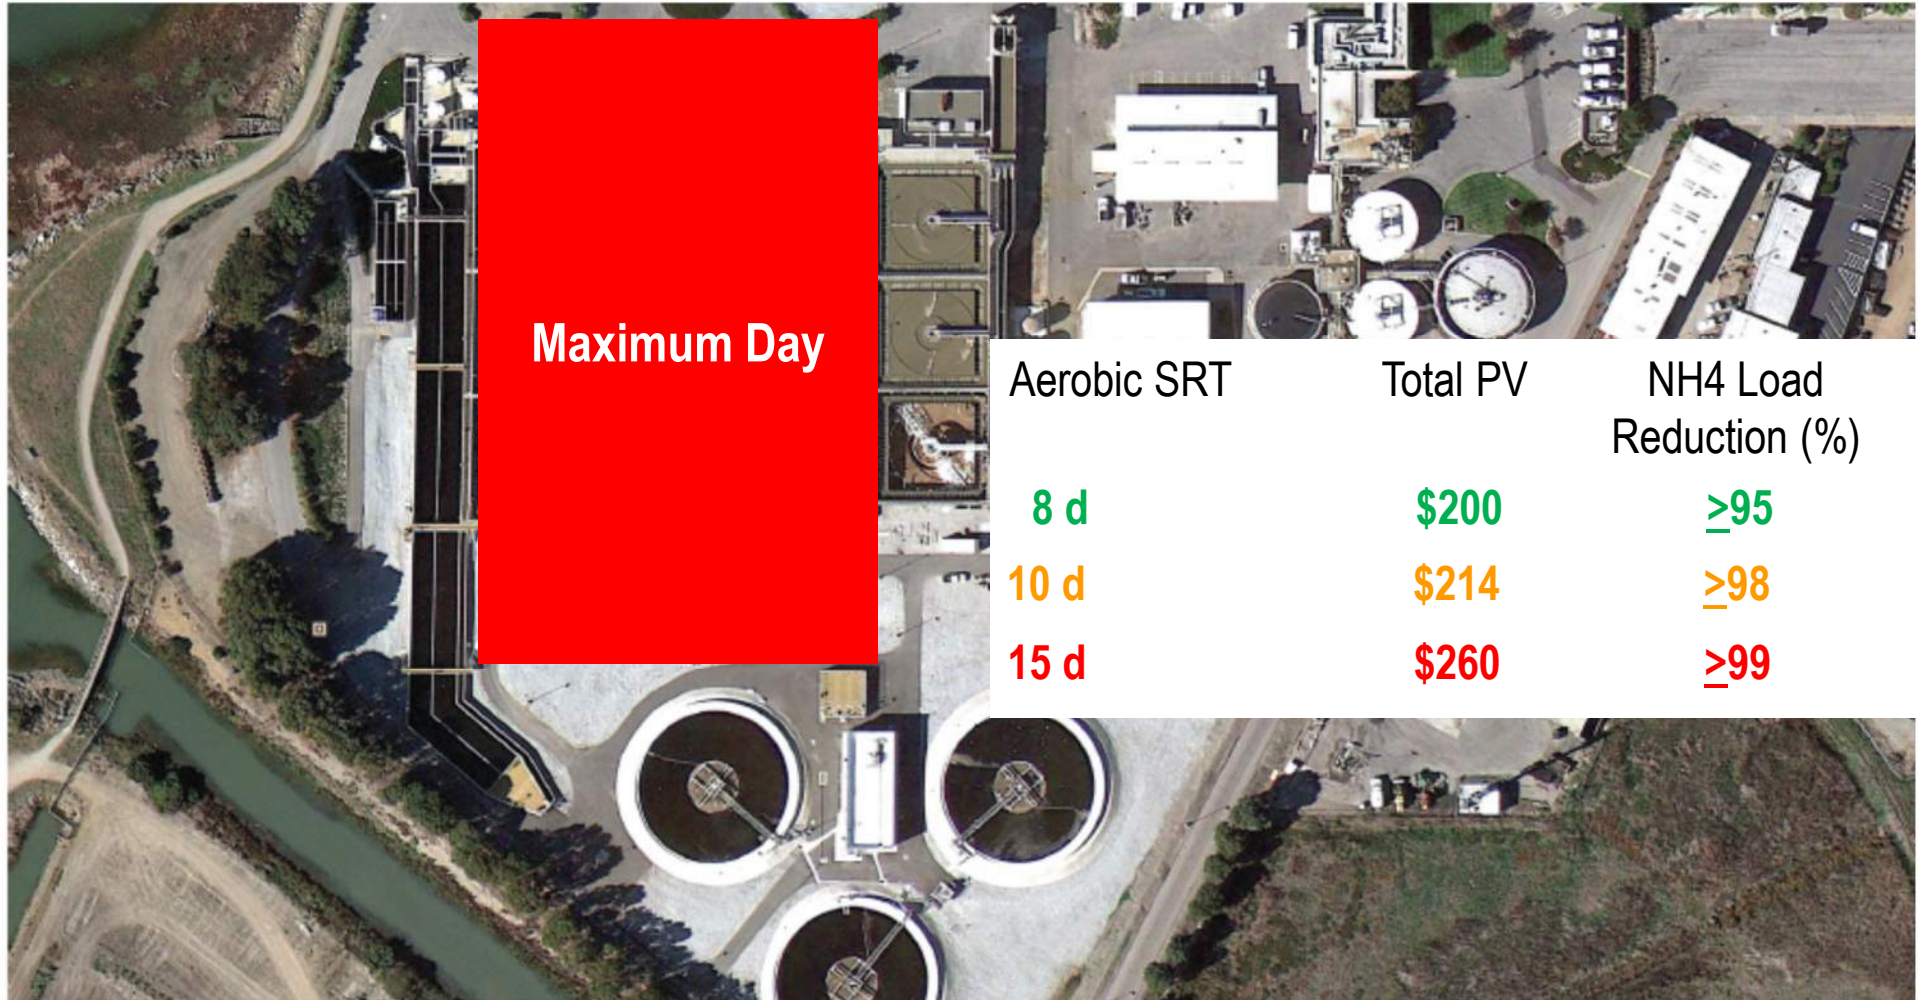 Maximum Day
Aerobic SRT Total PV NH4 Load
Reduction (%)
8 d $200 ≥95
10 d $214 ≥98
15 d $260 ≥99